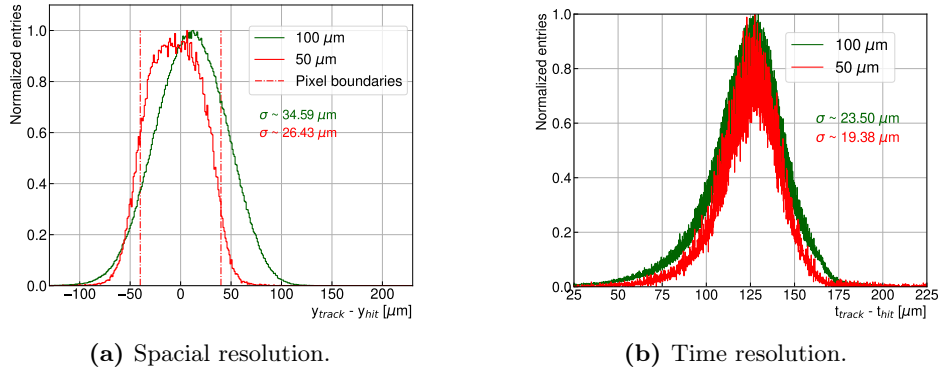 Normalized entries
1.0
0.8
0.6
0.4
0.2
0.0
100 μm
50 μm
Pixel boundaries
σ ~ 34.59 μm
σ ~ 26.43 μm
−100 −50 0 50 100 150 200
y_track - y_hit [μm]
(a) Spacial resolution.
Normalized entries
1.0
0.8
0.6
0.4
0.2
0.0
100 μm
50 μm
σ ~ 23.50 μm
σ ~ 19.38 μm
25 50 75 100 125 150 175 200 225
t_track - t_hit [μm]
(b) Time resolution.